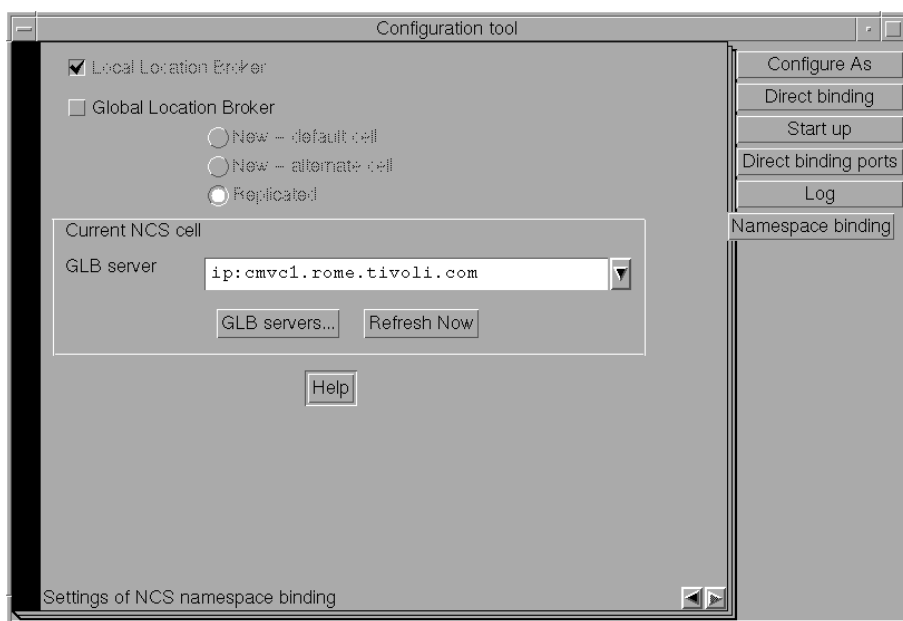 Configuration tool
Local Location Broker
Global Location Broker
New – default cell
New – alternate cell
Replicated
Current NCS cell
GLB server
ip:cmvc1.rome.tivoli.com
GLB servers...
Refresh Now
Help
Settings of NCS namespace binding
Configure As
Direct binding
Start up
Direct binding ports
Log
Namespace binding